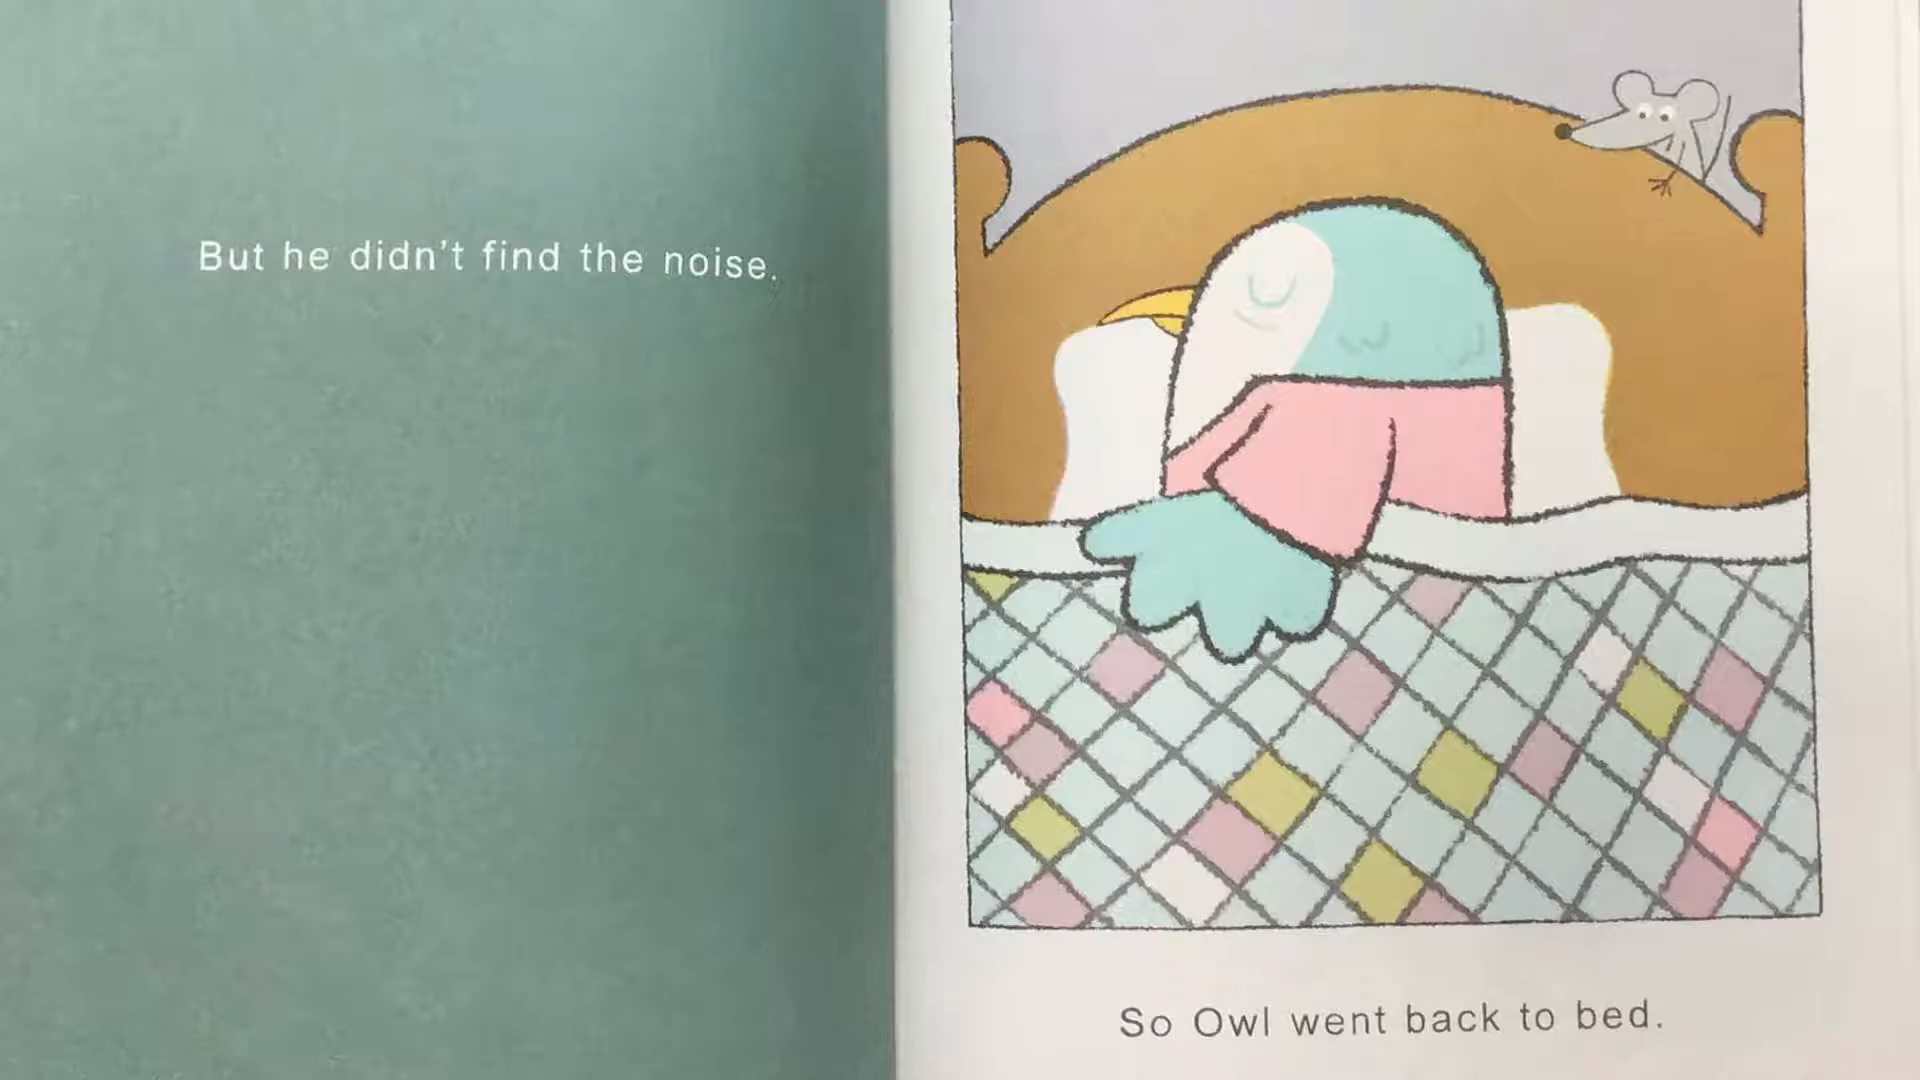 But he didn't find the noise.
So Owl went back to bed.